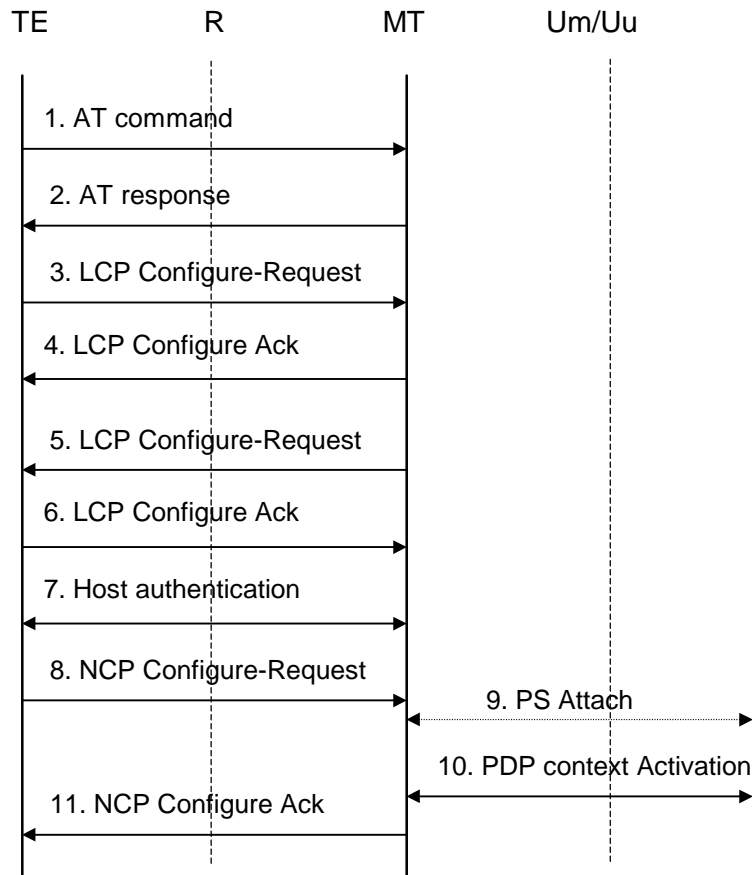 TE R MT Um/Uu
1. AT command
2. AT response
3. LCP Configure-Request
4. LCP Configure Ack
5. LCP Configure-Request
6. LCP Configure Ack
7. Host authentication
8. NCP Configure-Request
9. PS Attach
10. PDP context Activation
11. NCP Configure Ack